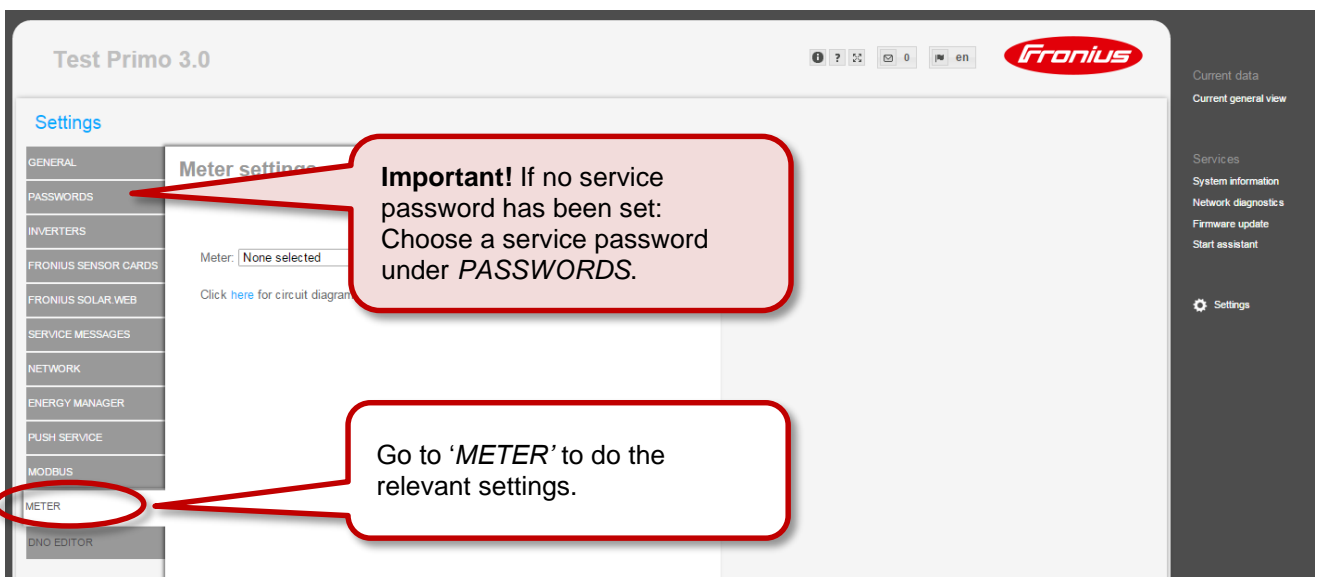 Test Primo 3.0
? 0 en
Fronius
Current data
Current general view
Settings
GENERAL
PASSWORDS
INVERTERS
FRONIUS SENSOR CARDS
FRONIUS SOLAR.WEB
SERVICE MESSAGES
NETWORK
ENERGY MANAGER
PUSH SERVICE
MODBUS
METER
DNO EDITOR
Meter settings
Meter: None selected
Click here for circuit diagram
Important! If no service
password has been set:
Choose a service password
under PASSWORDS.
Go to ‘METER’ to do the
relevant settings.
Services
System information
Network diagnostics
Firmware update
Start assistant
Settings